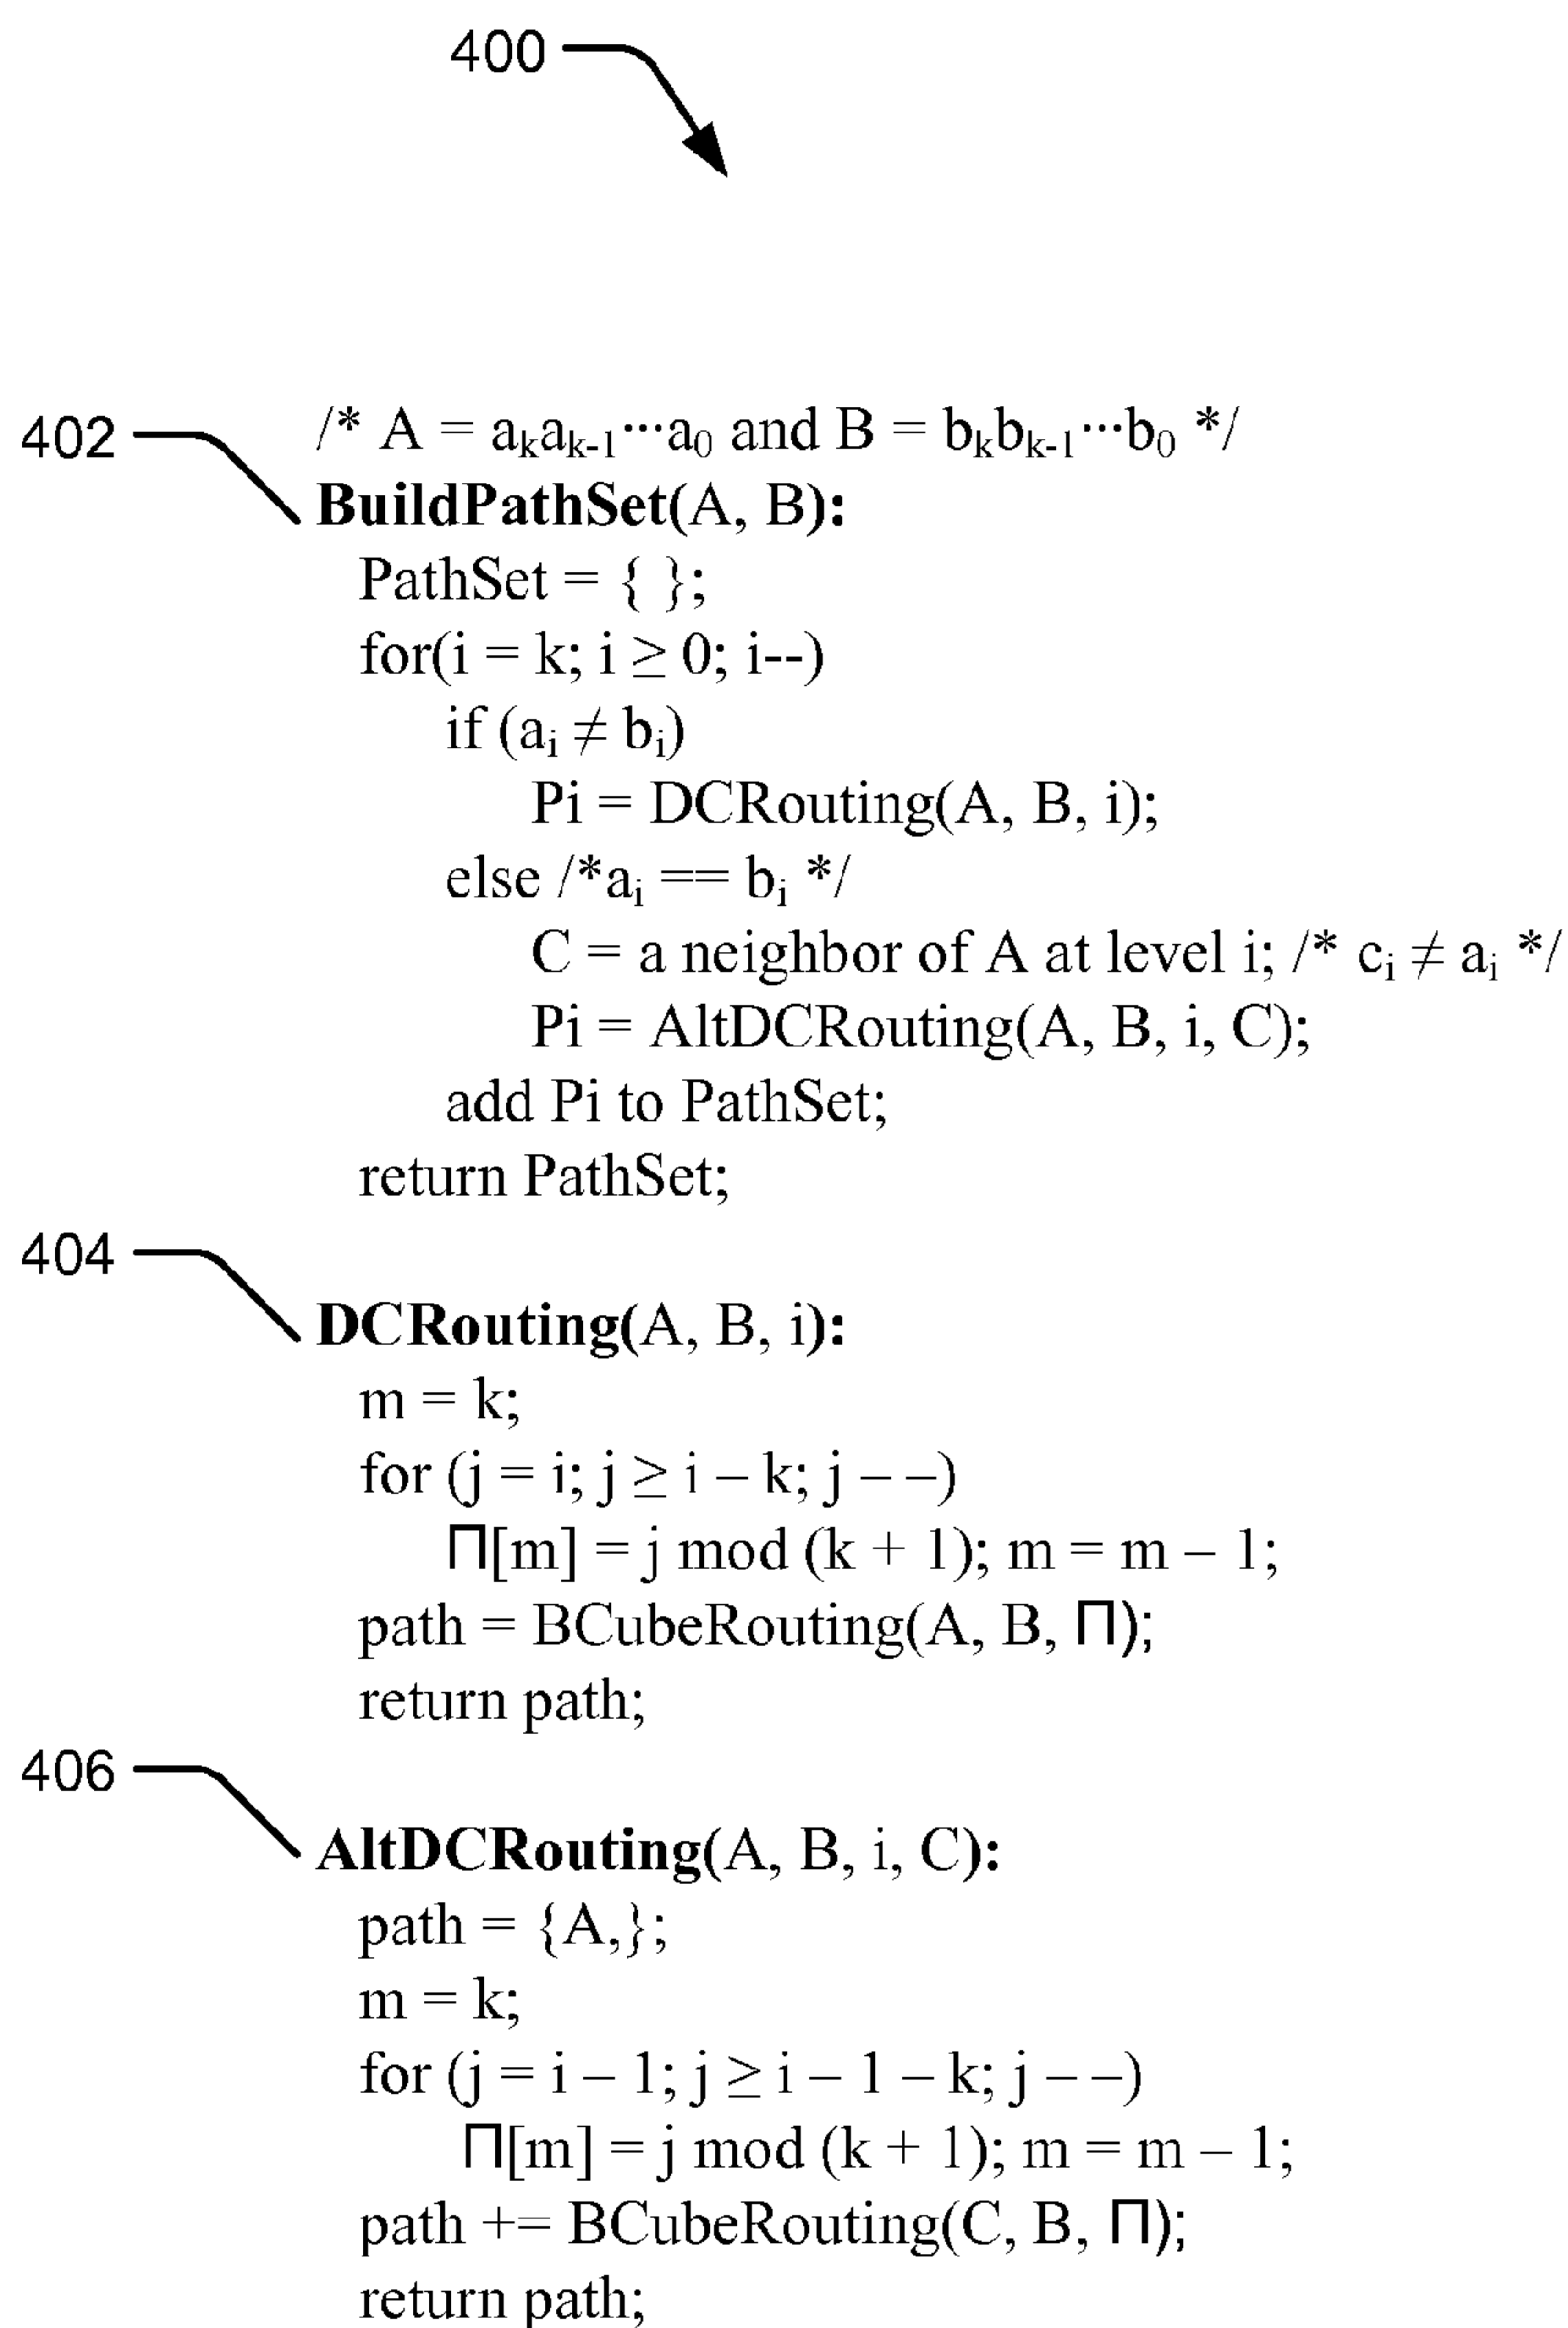 400
402
/* A = aₖaₖ₋₁···a₀ and B = bₖbₖ₋₁···b₀ */
BuildPathSet(A, B):
PathSet = { };
for(i = k; i ≥ 0; i--)
if (aᵢ ≠ bᵢ)
Pi = DCRouting(A, B, i);
else /*aᵢ == bᵢ */
C = a neighbor of A at level i; /* cᵢ ≠ aᵢ */
Pi = AltDCRouting(A, B, i, C);
add Pi to PathSet;
return PathSet;
404
DCRouting(A, B, i):
m = k;
for (j = i; j ≥ i – k; j – –)
Π[m] = j mod (k + 1); m = m – 1;
path = BCubeRouting(A, B, Π);
return path;
406
AltDCRouting(A, B, i, C):
path = {A,};
m = k;
for (j = i – 1; j ≥ i – 1 – k; j – –)
Π[m] = j mod (k + 1); m = m – 1;
path += BCubeRouting(C, B, Π);
return path;